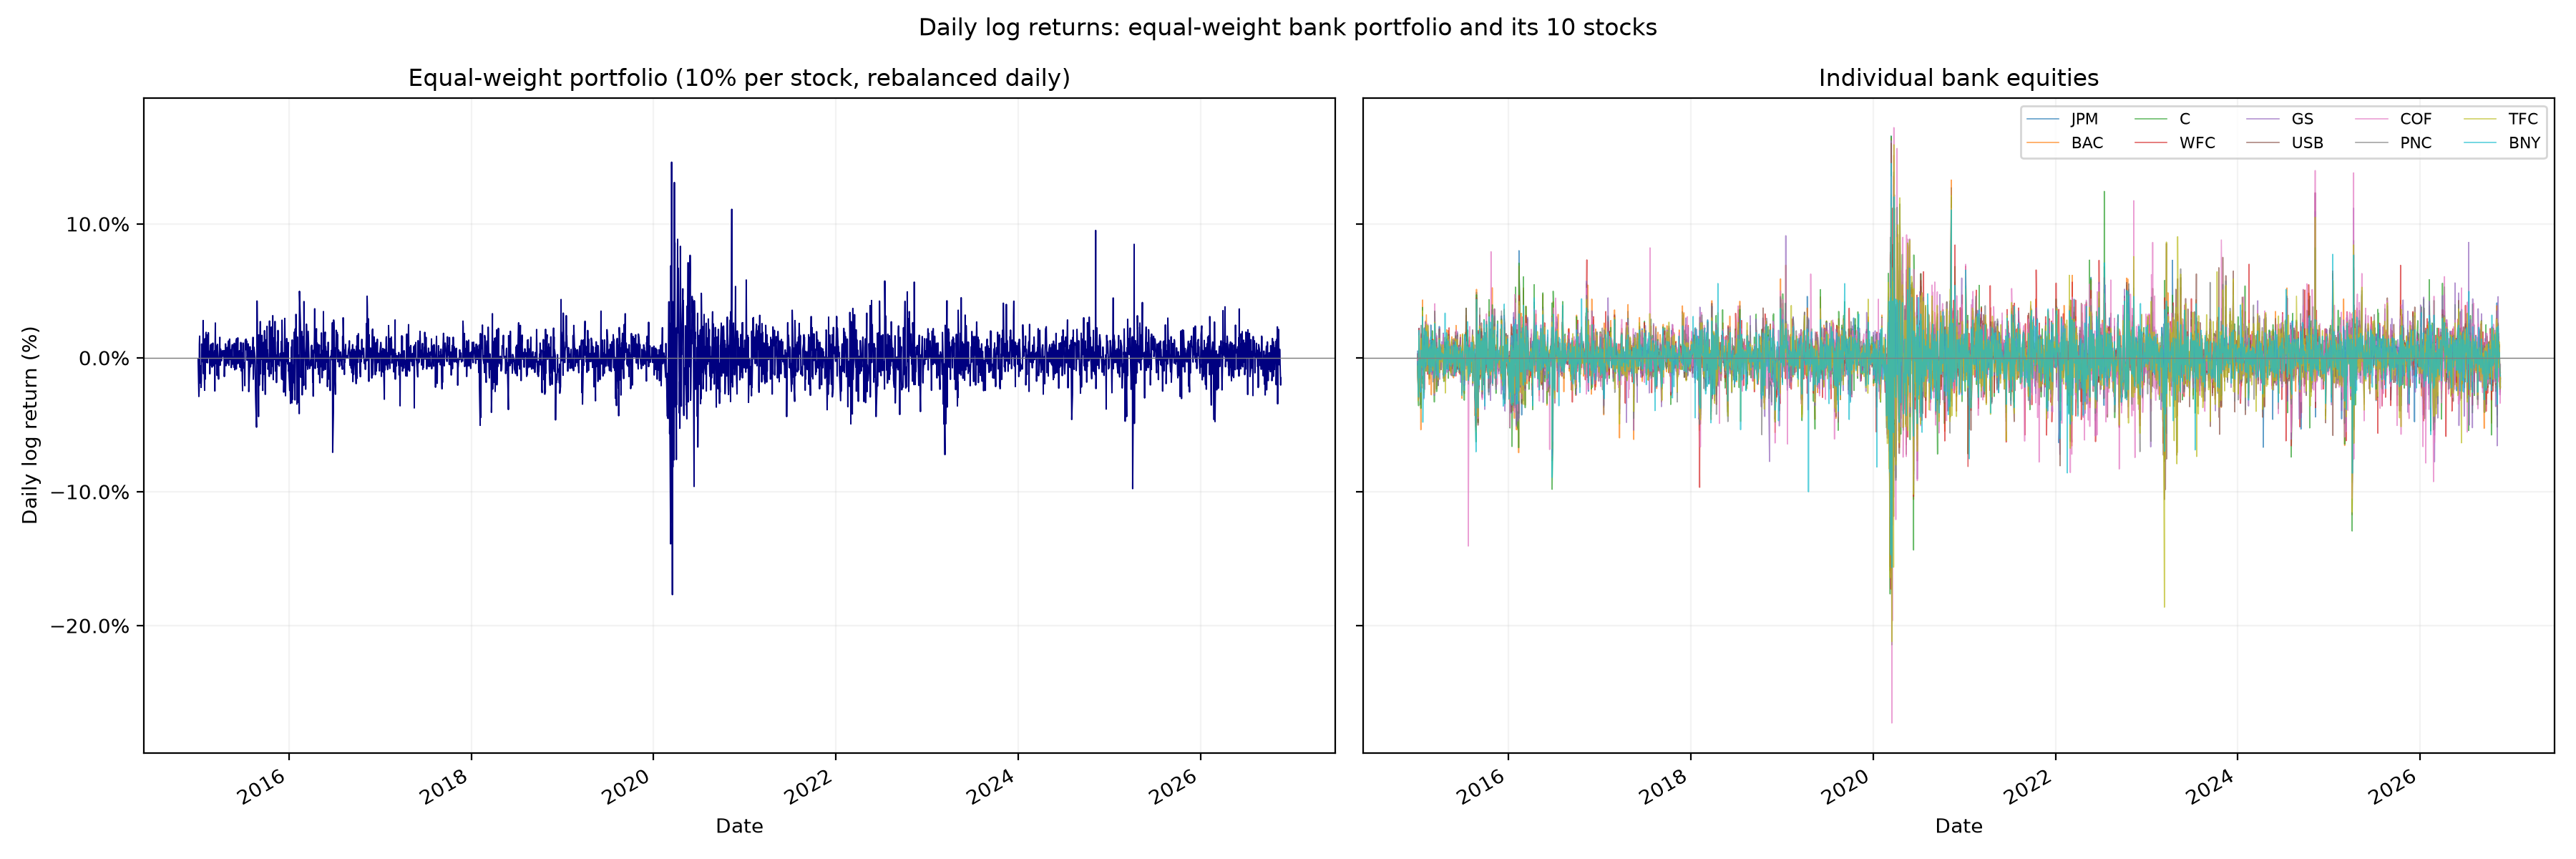 Daily log returns: equal-weight bank portfolio and its 10 stocks
Equal-weight portfolio (10% per stock, rebalanced daily)
Daily log return (%)
10.0%
0.0%
−10.0%
−20.0%
2016
2018
2020
2022
2024
2026
Date
Individual bank equities
JPM
BAC
C
WFC
GS
USB
COF
PNC
TFC
BNY
2016
2018
2020
2022
2024
2026
Date